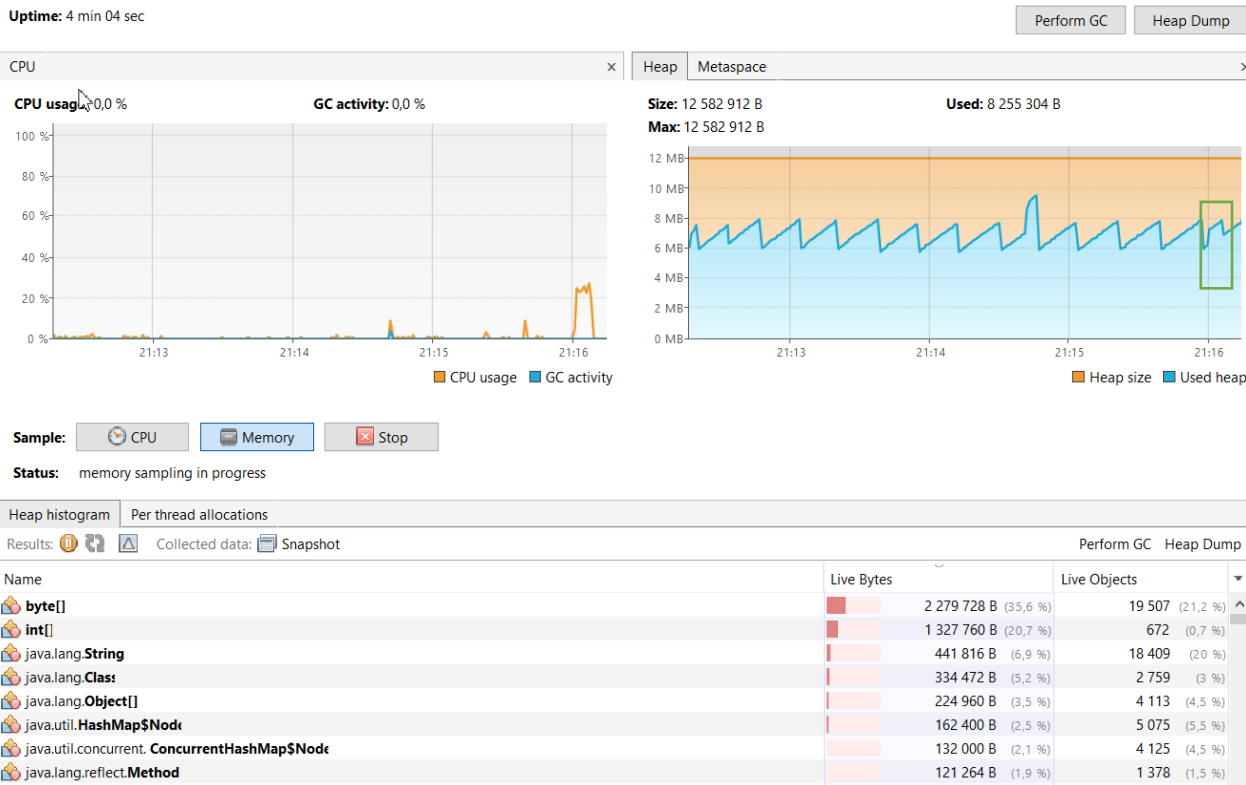 Uptime: 4 min 04 sec
Perform GC Heap Dump
CPU ×
Heap Metaspace ×
CPU usage: 0,0 % GC activity: 0,0 %
Size: 12 582 912 B Used: 8 255 304 B
Max: 12 582 912 B
100 %
80 %
60 %
40 %
20 %
0 %
21:13 21:14 21:15 21:16
CPU usage GC activity
12 MB
10 MB
8 MB
6 MB
4 MB
2 MB
0 MB
21:13 21:14 21:15 21:16
Heap size Used heap
Sample: CPU Memory Stop
Status: memory sampling in progress
Heap histogram Per thread allocations
Results: Collected data: Snapshot Perform GC Heap Dump
Name Live Bytes Live Objects
byte[] 2 279 728 B (35,6 %) 19 507 (21,2 %)
int[] 1 327 760 B (20,7 %) 672 (0,7 %)
java.lang.String 441 816 B (6,9 %) 18 409 (20 %)
java.lang.Class 334 472 B (5,2 %) 2 759 (3 %)
java.lang.Object[] 224 960 B (3,5 %) 4 113 (4,5 %)
java.util.HashMap$Node 162 400 B (2,5 %) 5 075 (5,5 %)
java.util.concurrent. ConcurrentHashMap$Node 132 000 B (2,1 %) 4 125 (4,5 %)
java.lang.reflect.Method 121 264 B (1,9 %) 1 378 (1,5 %)